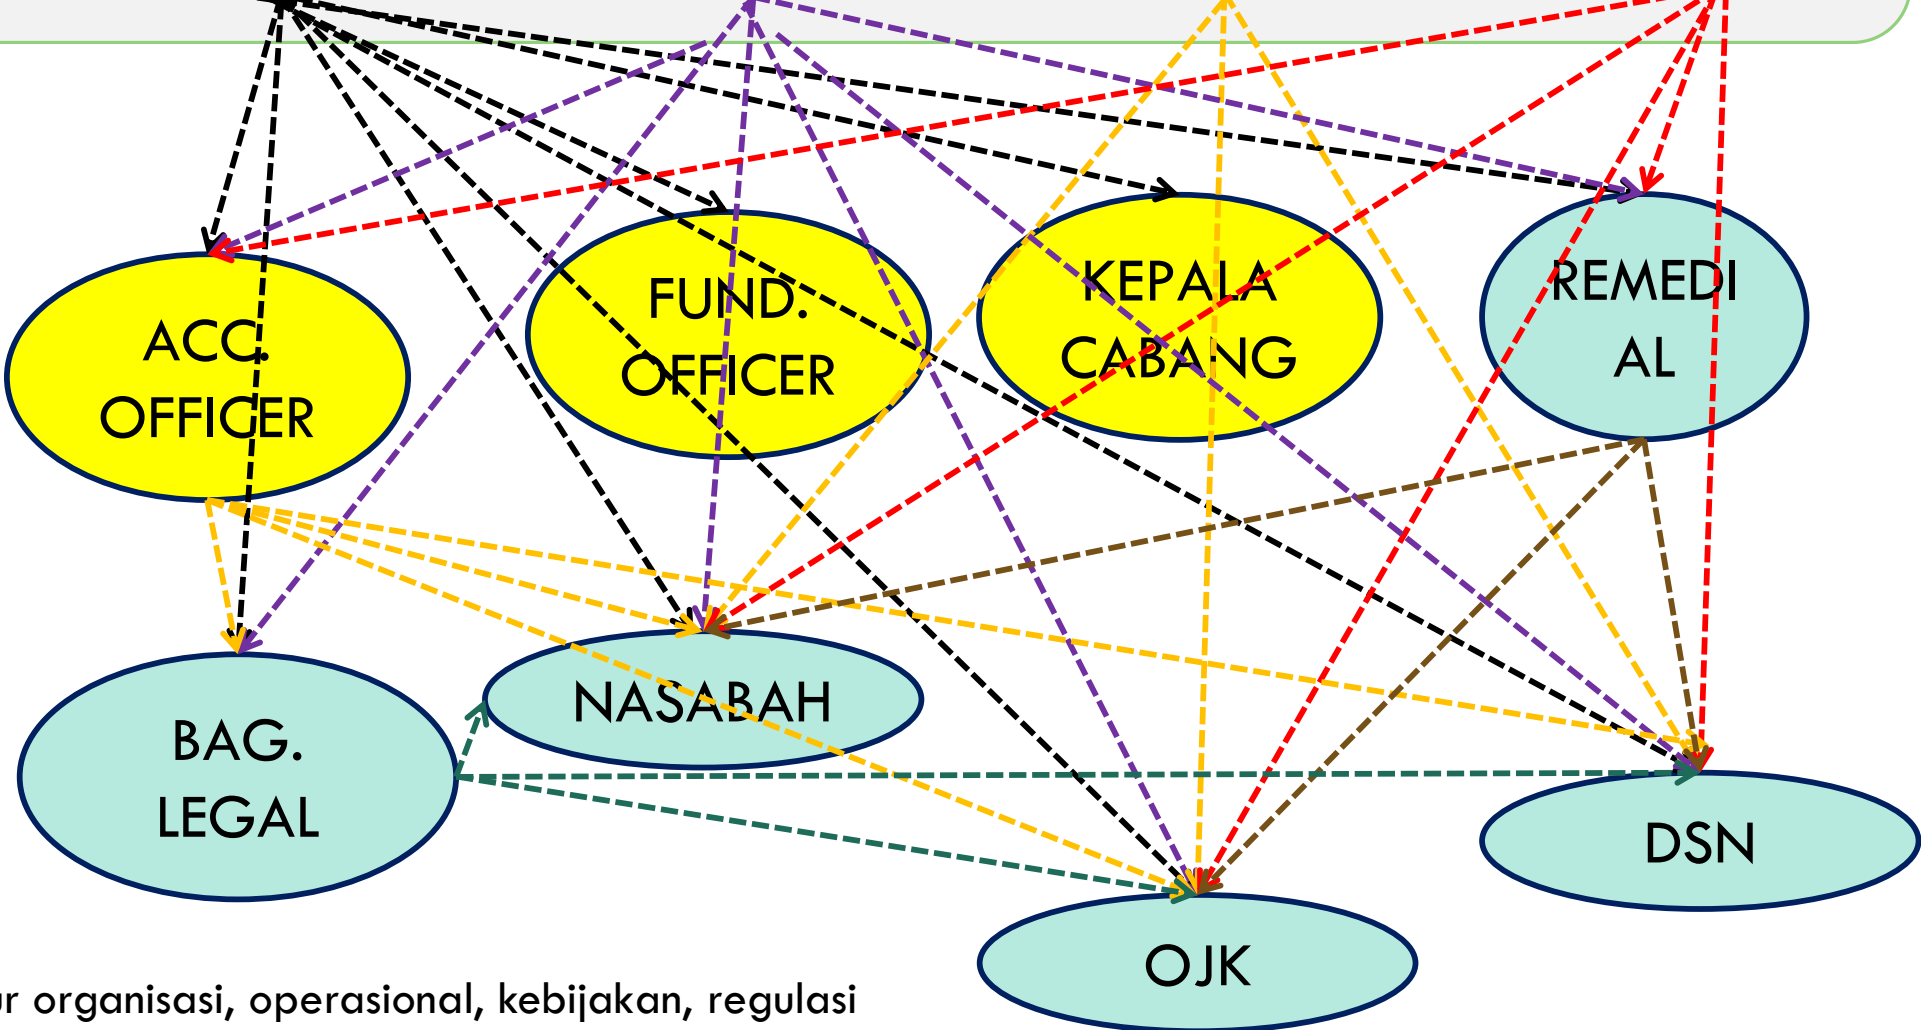 ACC.
OFFICER
FUND.
OFFICER
KEPALA
CABANG
REMEDI
AL
BAG.
LEGAL
NASABAH
OJK
DSN
organisasi, operasional, kebijakan, regulasi